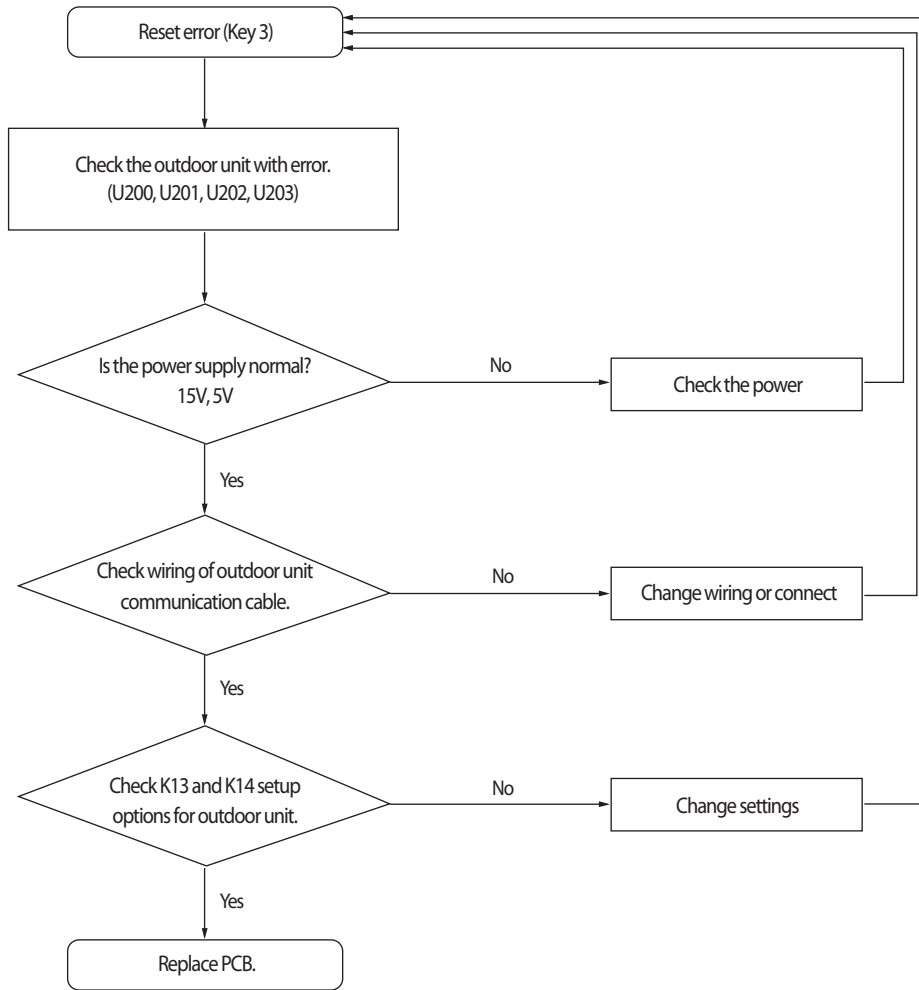 Reset error (Key 3)
Check the outdoor unit with error.
(U200, U201, U202, U203)
Is the power supply normal?
15V, 5V
No
Check the power
Yes
Check wiring of outdoor unit
communication cable.
No
Change wiring or connect
Yes
Check K13 and K14 setup
options for outdoor unit.
No
Change settings
Yes
Replace PCB.